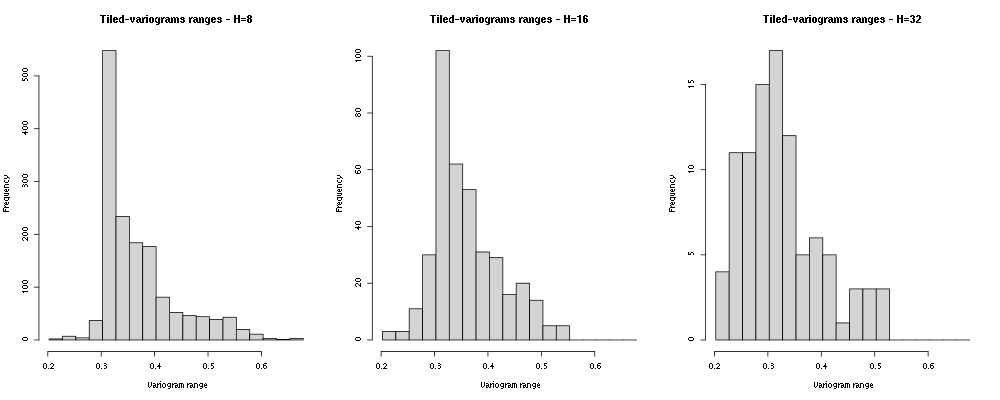 Tiled-variograms ranges - H=8
Frequency
500
400
300
200
100
0
0.2 0.3 0.4 0.5 0.6
Variogram range
Tiled-variograms ranges - H=16
Frequency
100
80
60
40
20
0
0.2 0.3 0.4 0.5 0.6
Variogram range
Tiled-variograms ranges - H=32
Frequency
15
10
5
0
0.2 0.3 0.4 0.5 0.6
Variogram range